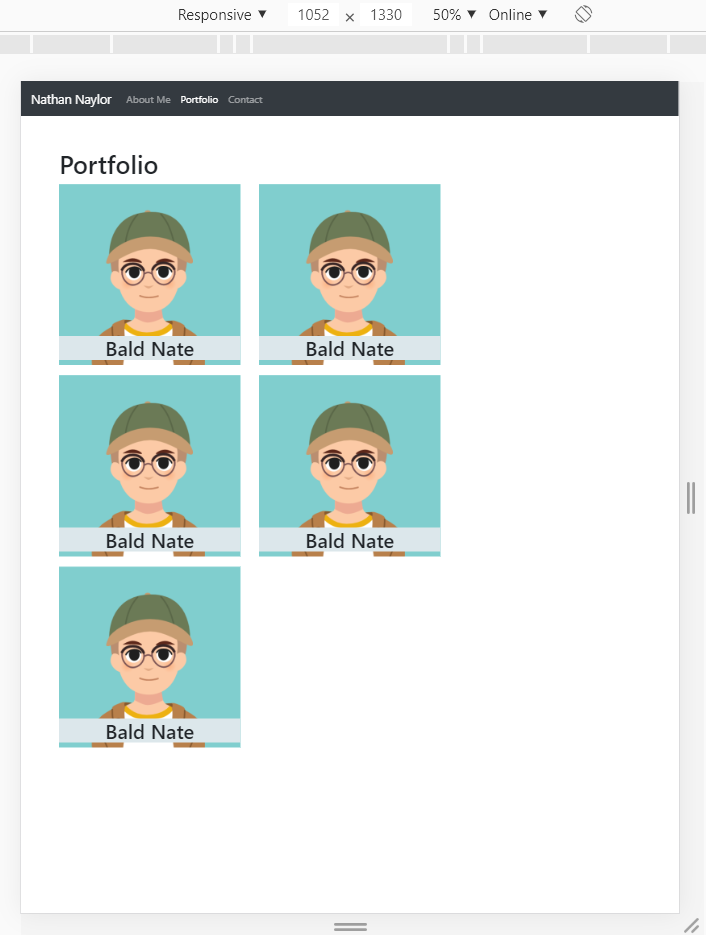 Responsive ▼ 1052 × 1330 50% ▼ Online ▼
Nathan Naylor About Me Portfolio Contact
Portfolio
Bald Nate Bald Nate
Bald Nate Bald Nate
Bald Nate